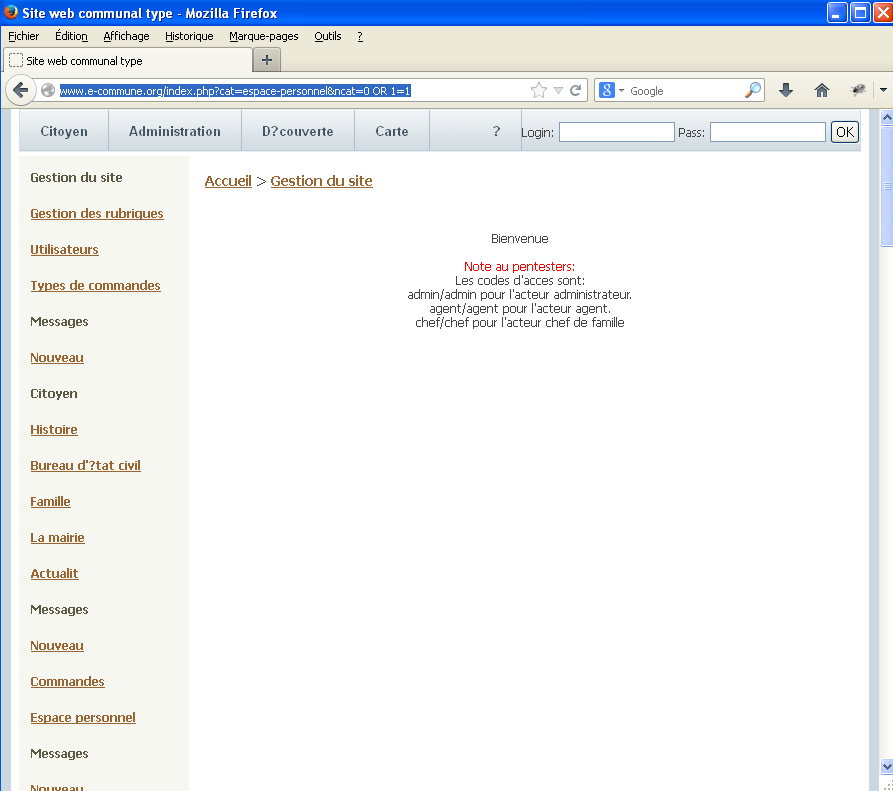 Site web communal type - Mozilla Firefox
Fichier Édition Affichage Historique Marque-pages Outils ?
Site web communal type +
www.e-commune.org/index.php?cat=espace-personnel&ncat=0 OR 1=1 8 Google
Citoyen Administration D?couverte Carte ? Login: Pass: OK
Gestion du site
Gestion des rubriques
Utilisateurs
Types de commandes
Messages
Nouveau
Citoyen
Histoire
Bureau d'?tat civil
Famille
La mairie
Actualit
Messages
Nouveau
Commandes
Espace personnel
Messages
Nouveau
Accueil > Gestion du site
Bienvenue
Note au pentesters:
Les codes d'acces sont:
admin/admin pour l'acteur administrateur.
agent/agent pour l'acteur agent.
chef/chef pour l'acteur chef de famille